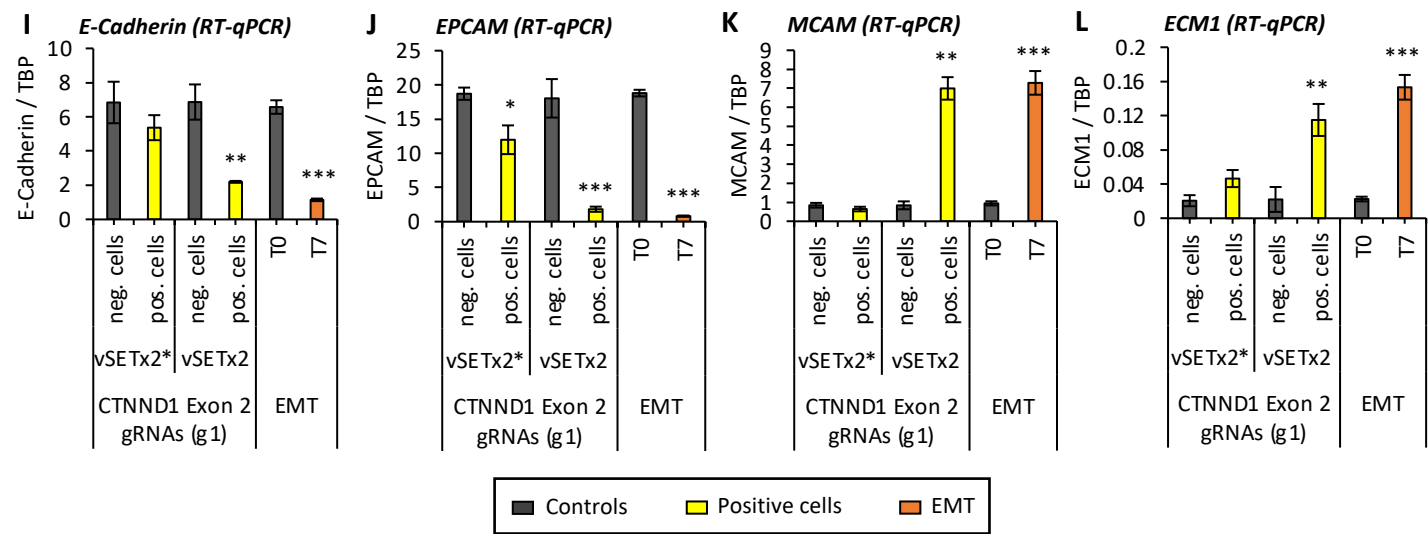 I
E-Cadherin (RT-qPCR)
E-Cadherin / TBP
10
8
6
4
2
0
**
***
neg. cells
pos. cells
neg. cells
pos. cells
T0
T7
vSETx2*
vSETx2
CTNND1 Exon 2
gRNAs (g1)
EMT
J
EPCAM (RT-qPCR)
EPCAM / TBP
25
20
15
10
5
0
*
***
***
neg. cells
pos. cells
neg. cells
pos. cells
T0
T7
vSETx2*
vSETx2
CTNND1 Exon 2
gRNAs (g1)
EMT
K
MCAM (RT-qPCR)
MCAM / TBP
9
8
7
6
5
4
3
2
1
0
**
***
neg. cells
pos. cells
neg. cells
pos. cells
T0
T7
vSETx2*
vSETx2
CTNND1 Exon 2
gRNAs (g1)
EMT
L
ECM1 (RT-qPCR)
ECM1 / TBP
0.2
0.16
0.12
0.08
0.04
0
**
***
neg. cells
pos. cells
neg. cells
pos. cells
T0
T7
vSETx2*
vSETx2
CTNND1 Exon 2
gRNAs (g1)
EMT
Controls
Positive cells
EMT